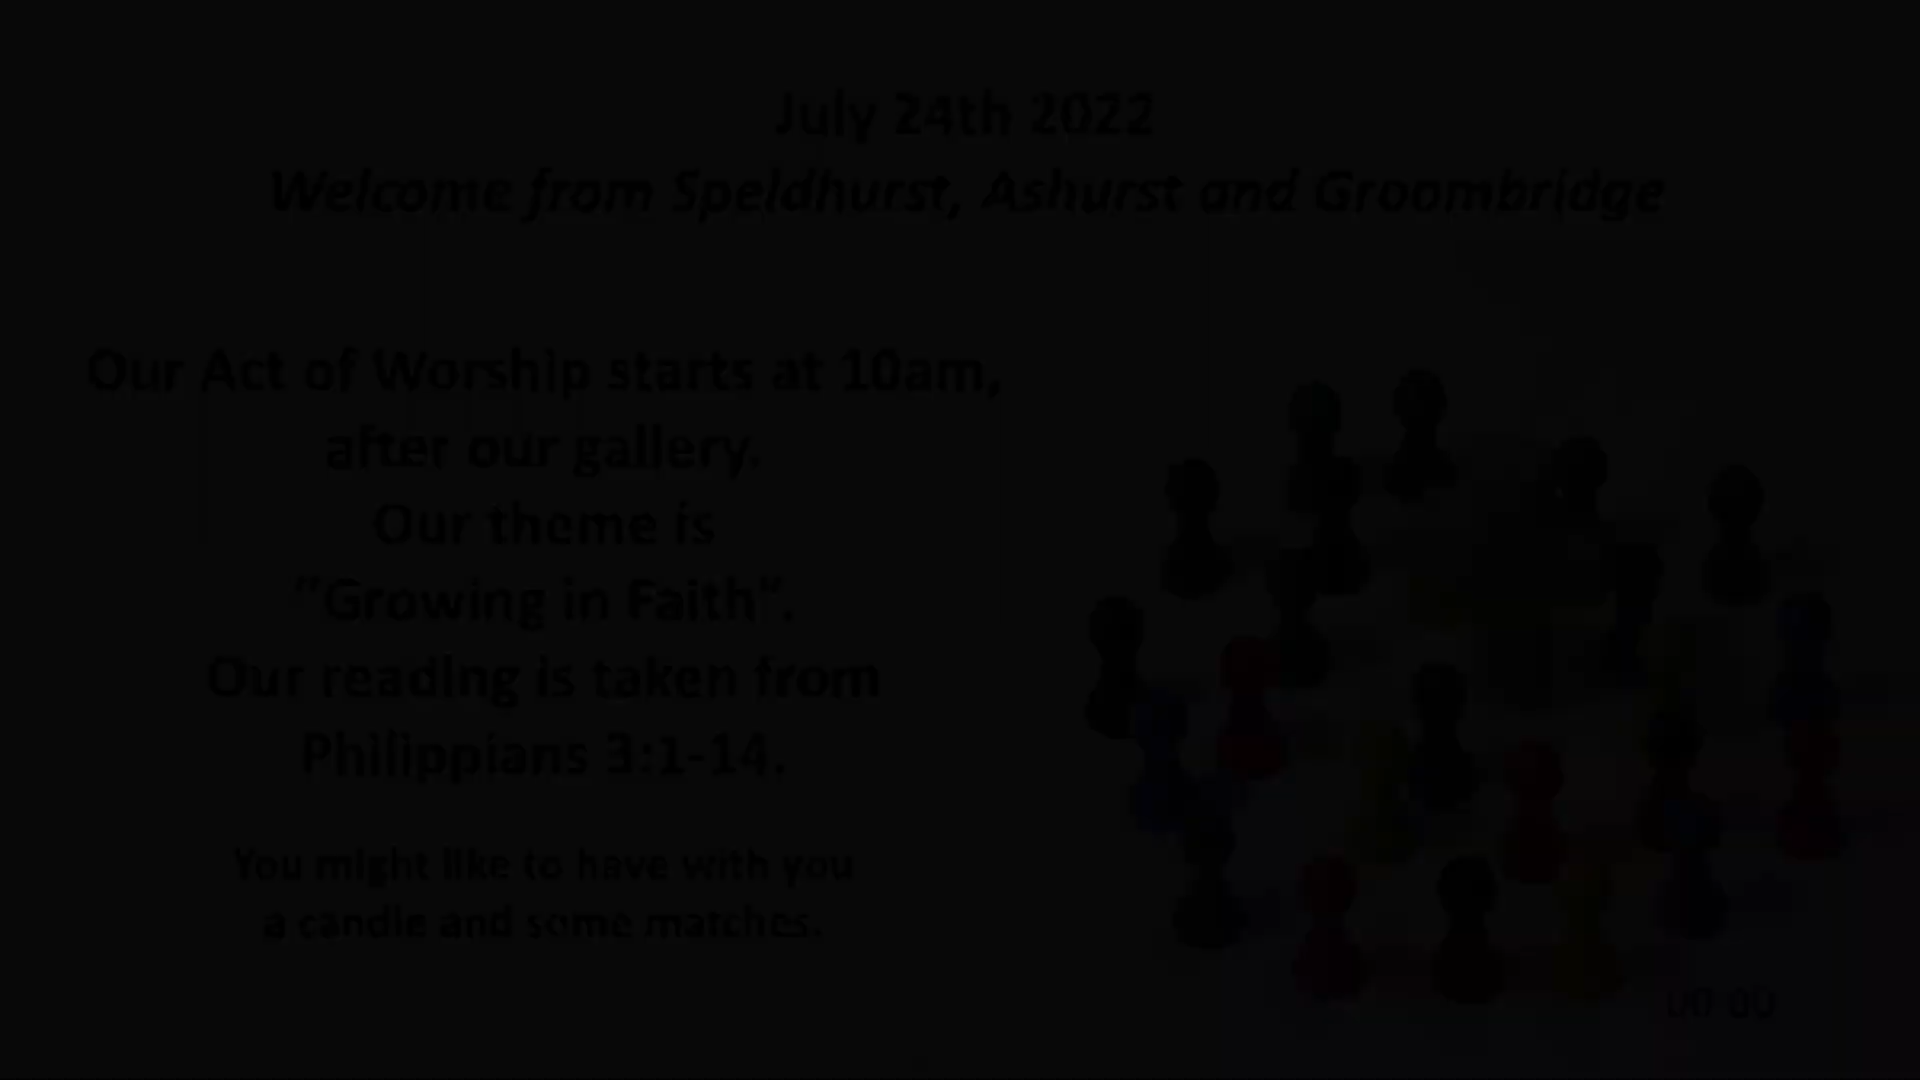 July 24th 2022
Welcome from Speldhurst, Ashurst and Groombridge
Our Act of Worship starts at 10am,
after our gallery.
Our theme is
"Growing in Faith".
Our reading is taken from
Philippians 3:1-14.
You might like to have with you
a candle and some matches.